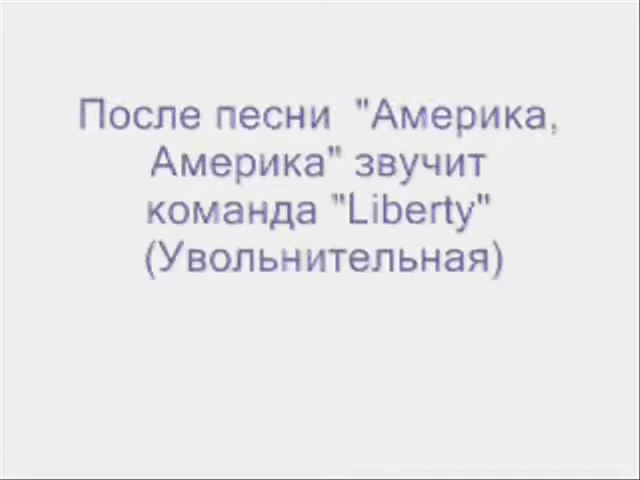 После песни "Америка,
Америка" звучит
команда "Liberty"
(Увольнительная)